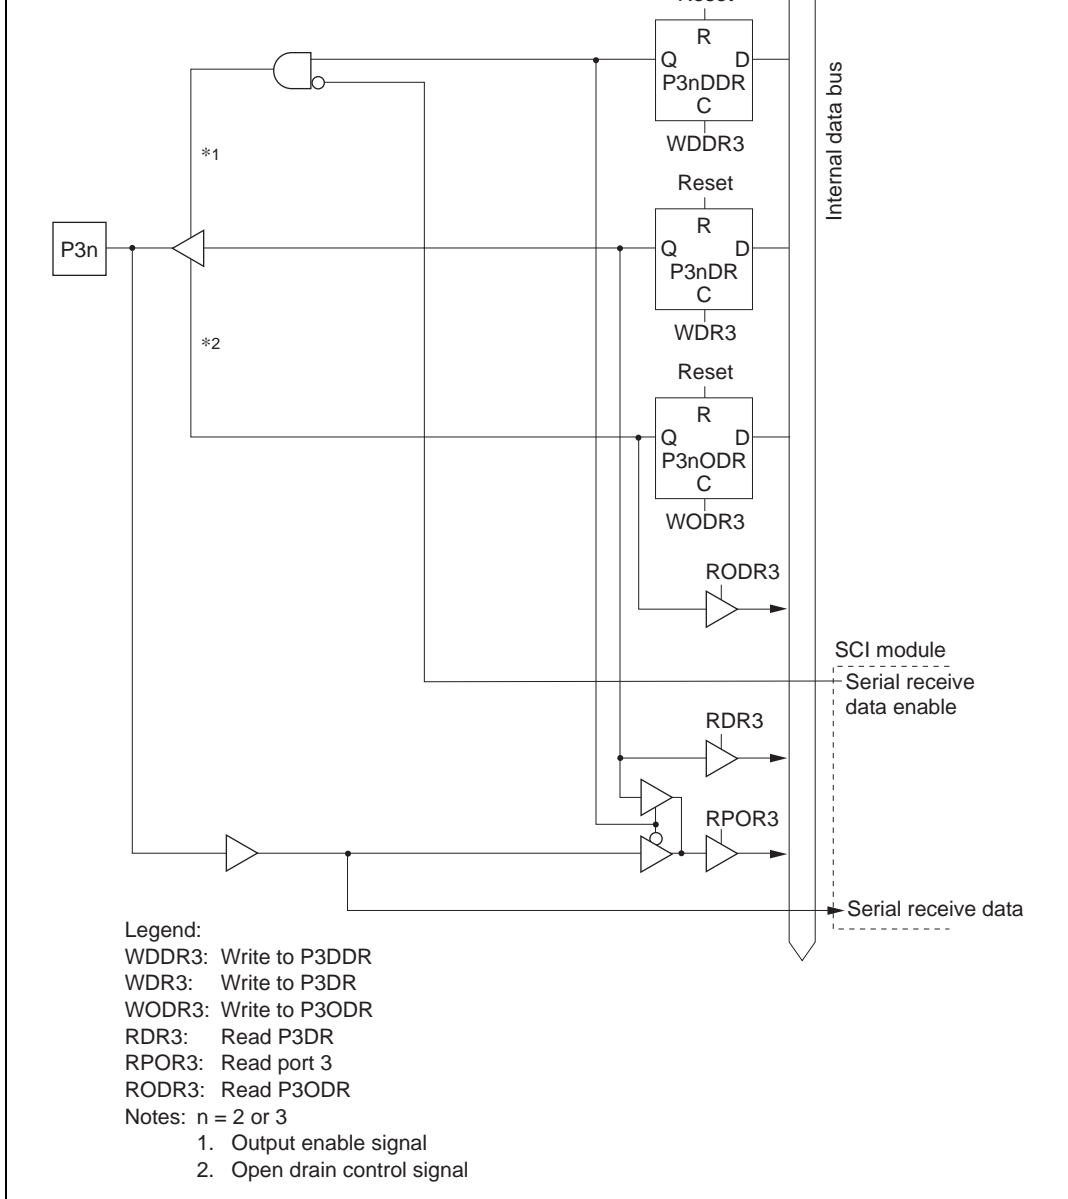 Reset
R
Q D
P3nDDR
C
WDDR3
Internal data bus
*1
Reset
R
P3n
Q D
P3nDR
C
WDR3
*2
Reset
R
Q D
P3nODR
C
WODR3
RODR3
SCI module
Serial receive
data enable
RDR3
RPOR3
Serial receive data
Legend:
WDDR3: Write to P3DDR
WDR3: Write to P3DR
WODR3: Write to P3ODR
RDR3: Read P3DR
RPOR3: Read port 3
RODR3: Read P3ODR
Notes: n = 2 or 3
1. Output enable signal
2. Open drain control signal